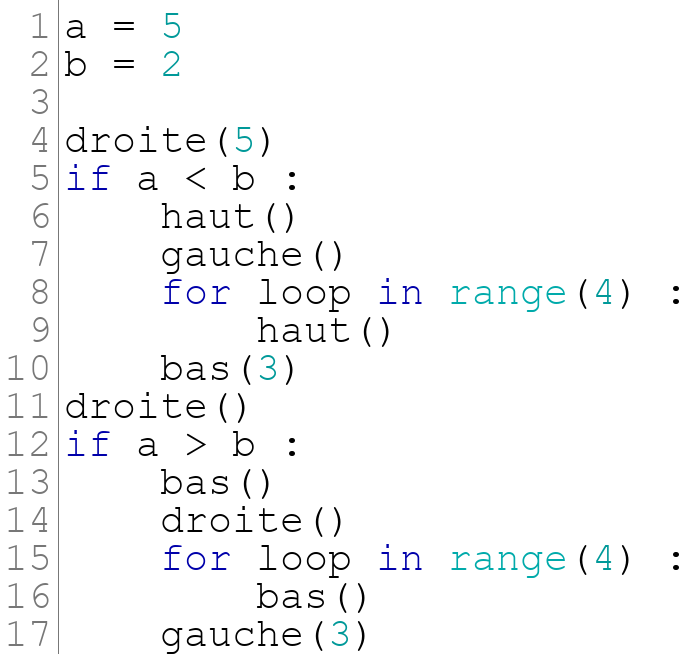 1 a = 5
2 b = 2
3
4 droite(5)
5 if a < b :
6     haut()
7     gauche()
8     for loop in range(4) :
9         haut()
10     bas(3)
11 droite()
12 if a > b :
13     bas()
14     droite()
15     for loop in range(4) :
16         bas()
17     gauche(3)